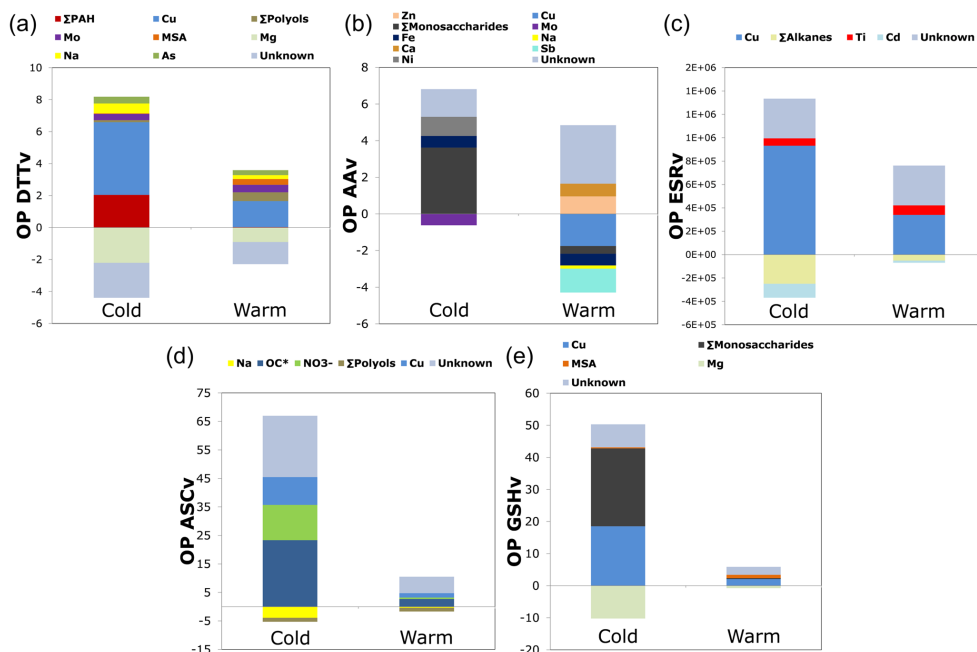 (a)
ΣPAH Cu ΣPolyols
Mo MSA Mg
Na As Unknown
OP DTTv
10
8
6
4
2
0
-2
-4
-6
Cold Warm
(b)
Zn Cu
ΣMonosaccharides Mo
Fe Na
Ca Sb
Ni Unknown
OP AAv
8
6
4
2
0
-2
-4
-6
Cold Warm
(c)
Cu ΣAlkanes Ti Cd Unknown
OP ESRv
2E+06
1E+06
1E+06
8E+05
6E+05
4E+05
2E+05
0E+00
-2E+05
-4E+05
-6E+05
Cold Warm
(d)
Na OC* NO3- ΣPolyols Cu Unknown
OP ASCv
75
65
55
45
35
25
15
5
-5
-15
Cold Warm
(e)
Cu ΣMonosaccharides
MSA Mg
Unknown
OP GSHv
60
50
40
30
20
10
0
-10
-20
Cold Warm